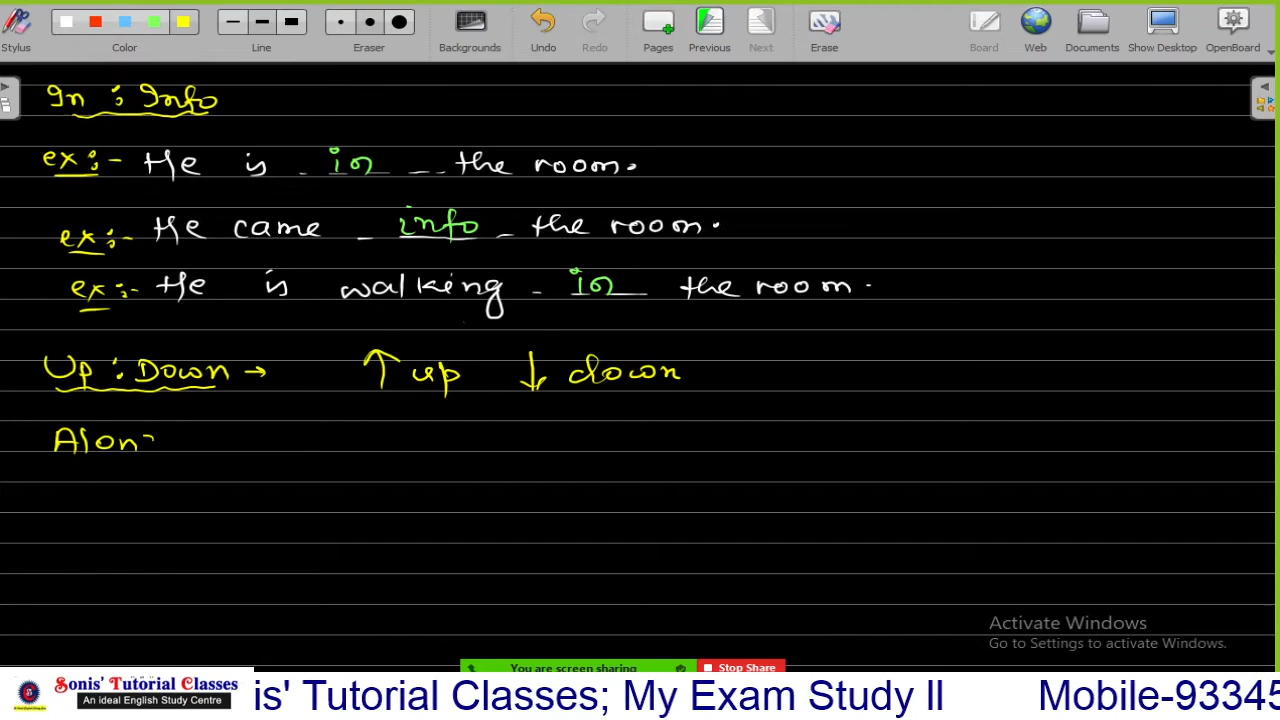 Stylus Color Line Eraser Backgrounds Undo Redo Pages Previous Next Erase Board Web Documents Show Desktop OpenBoard
In : Info
ex :- He is in the room.
ex :- He came info the room.
ex :- He is walking in the room.
Up : Down → ↑ up ↓ down
Alon
Activate Windows
Go to Settings to activate Windows.
You are screen sharing Stop Share
Sonis' Tutorial Classes
An ideal English Study Centre
is' Tutorial Classes; My Exam Study II Mobile-93345